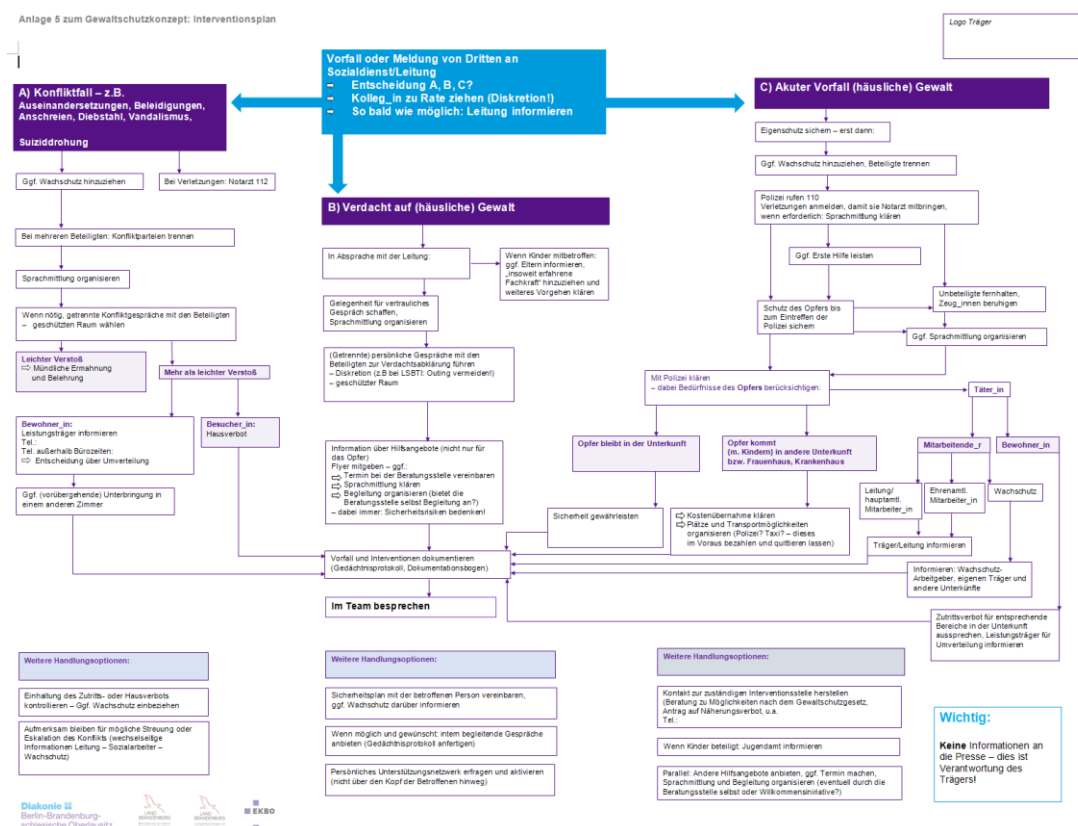 Anlage 5 zum Gewaltschutzkonzept: Interventionsplan
Logo Träger
Vorfall oder Meldung von Dritten an
Sozialdienst/Leitung
⇨ Entscheidung A, B, C?
⇨ Kolleg_in zu Rate ziehen (Diskretion!)
⇨ So bald wie möglich: Leitung informieren
A) Konfliktfall – z.B.
Auseinandersetzungen, Beleidigungen,
Anschreien, Diebstahl, Vandalismus,
Suiziddrohung
Ggf. Wachschutz hinzuziehen
Bei Verletzungen: Notarzt 112
Bei mehreren Beteiligten: Konfliktparteien trennen
Sprachmittlung organisieren
Wenn nötig, getrennte Konfliktgespräche mit den Beteiligten
– geschützten Raum wählen
Leichter Verstoß
⇨ Mündliche Ermahnung
und Belehrung
Mehr als leichter Verstoß
Bewohner_in:
Leistungsträger informieren
Tel.:
Tel. außerhalb Bürozeiten:
⇨ Entscheidung über Umverteilung
Besucher_in:
Hausverbot
Ggf. (vorübergehende) Unterbringung in
einem anderen Zimmer
B) Verdacht auf (häusliche) Gewalt
In Absprache mit der Leitung:
Wenn Kinder mitbetroffen:
ggf. Eltern informieren,
„insoweit erfahrene
Fachkraft“ hinzuziehen und
weiteres Vorgehen klären
Gelegenheit für vertrauliches
Gespräch schaffen,
Sprachmittlung organisieren
(Getrennte) persönliche Gespräche mit den
Beteiligten zur Verdachtsabklärung führen
– Diskretion (z.B bei LSBTI: Outing vermeiden!)
– geschützter Raum
Information über Hilfsangebote (nicht nur für
das Opfer)
Flyer mitgeben – ggf.:
⇨ Termin bei der Beratungsstelle vereinbaren
⇨ Sprachmittlung klären
⇨ Begleitung organisieren (bietet die
Beratungsstelle selbst Begleitung an?)
– dabei immer: Sicherheitsrisiken bedenken!
Vorfall und Interventionen dokumentieren
(Gedächtnisprotokoll, Dokumentationsbogen)
Im Team besprechen
C) Akuter Vorfall (häusliche) Gewalt
Eigenschutz sichern – erst dann:
Ggf. Wachschutz hinzuziehen, Beteiligte trennen
Polizei rufen 110
Verletzungen anmelden, damit sie Notarzt mitbringen,
wenn erforderlich: Sprachmittlung klären
Ggf. Erste Hilfe leisten
Unbeteiligte fernhalten,
Zeug_innen beruhigen
Schutz des Opfers bis
zum Eintreffen der
Polizei sichern
Ggf. Sprachmittlung organisieren
Mit Polizei klären
– dabei Bedürfnisse des Opfers berücksichtigen:
Täter_in
Opfer bleibt in der Unterkunft
Opfer kommt
(m. Kindern) in andere Unterkunft
bzw. Frauenhaus, Krankenhaus
Mitarbeitende_r
Bewohner_in
Leitung/
hauptamtl.
Mitarbeiter_in
Ehrenamtl.
Mitarbeiter_in
Wachschutz
Sicherheit gewährleisten
⇨ Kostenübernahme klären
⇨ Plätze und Transportmöglichkeiten
organisieren (Polizei? Taxi? – dieses
im Voraus bezahlen und quittieren lassen)
Träger/Leitung informieren
Informieren: Wachschutz-
Arbeitgeber, eigenen Träger und
andere Unterkünfte
Zutrittsverbot für entsprechende
Bereiche in der Unterkunft
aussprechen, Leistungsträger für
Umverteilung informieren
Weitere Handlungsoptionen:
Einhaltung des Zutritts- oder Hausverbots
kontrollieren – Ggf. Wachschutz einbeziehen
Aufmerksam bleiben für mögliche Streuung oder
Eskalation des Konflikts (wechselseitige
Informationen Leitung – Sozialarbeiter –
Wachschutz)
Weitere Handlungsoptionen:
Sicherheitsplan mit der betroffenen Person vereinbaren,
ggf. Wachschutz darüber informieren
Wenn möglich und gewünscht: intern begleitende Gespräche
anbieten (Gedächtnisprotokoll anfertigen)
Persönliches Unterstützungsnetzwerk erfragen und aktivieren
(nicht über den Kopf der Betroffenen hinweg)
Weitere Handlungsoptionen:
Kontakt zur zuständigen Interventionsstelle herstellen
(Beratung zu Möglichkeiten nach dem Gewaltschutzgesetz,
Antrag auf Näherungsverbot, u.a.
Tel.:
Wenn Kinder beteiligt: Jugendamt informieren
Parallel: Andere Hilfsangebote anbieten, ggf. Termin machen,
Sprachmittlung und Begleitung organisieren (eventuell durch die
Beratungsstelle selbst oder Willkommensinitiative?)
Wichtig:
Keine Informationen an
die Presse – dies ist
Verantwortung des
Trägers!
Diakonie
Berlin-Brandenburg-
schlesische Oberlausitz
LAND
BRANDENBURG
LAND
BRANDENBURG
EKBO